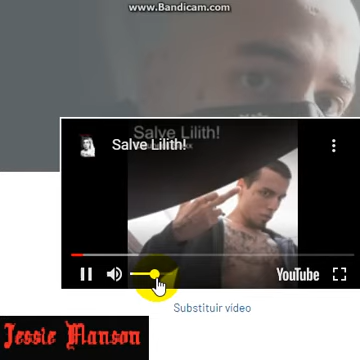 www.Bandicam.com
Salve Lilith!
Salve Lilith!
YouTube
Substituir vídeo
Jessie Manson